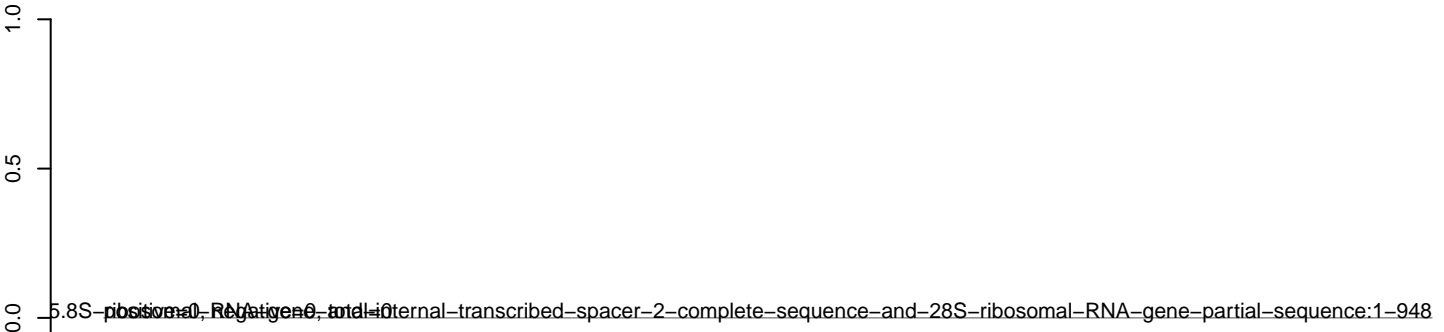 1.0
0.5
0.0
5.8S−ribosomal−RNA−gene−and−internal−transcribed−spacer−2−complete−sequence−and−28S−ribosomal−RNA−gene−partial−sequence:1−948
positive=0, negative=0, total=0